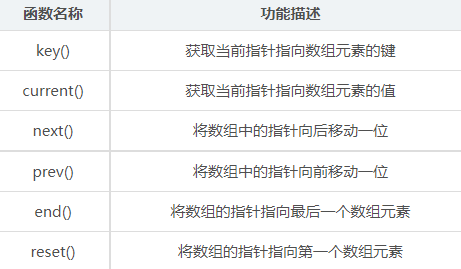 函数名称 功能描述
key() 获取当前指针指向数组元素的键
current() 获取当前指针指向数组元素的值
next() 将数组中的指针向后移动一位
prev() 将数组中的指针向前移动一位
end() 将数组的指针指向最后一个数组元素
reset() 将数组的指针指向第一个数组元素